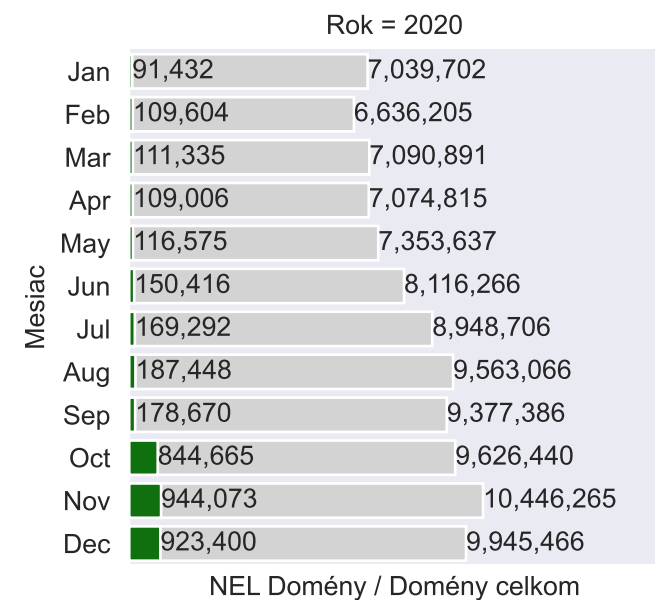 Rok = 2020
Jan 91,432 7,039,702
Feb 109,604 6,636,205
Mar 111,335 7,090,891
Apr 109,006 7,074,815
May 116,575 7,353,637
Jun 150,416 8,116,266
Jul 169,292 8,948,706
Aug 187,448 9,563,066
Sep 178,670 9,377,386
Oct 844,665 9,626,440
Nov 944,073 10,446,265
Dec 923,400 9,945,466
Mesiac
NEL Domény / Domény celkom